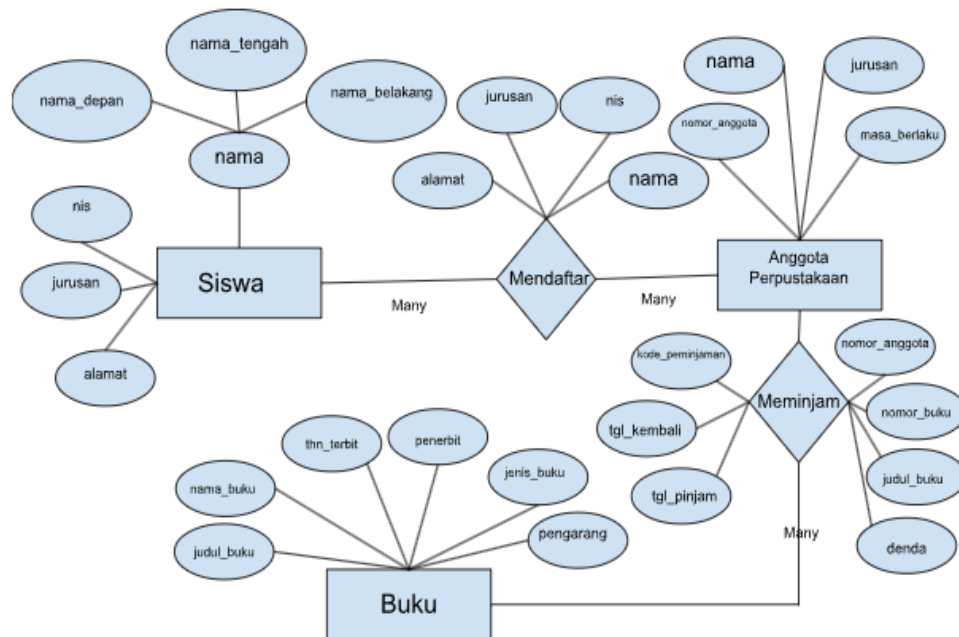 nama_tengah
nama_depan
nama_belakang
nama
nis
jurusan
alamat
Siswa
Many
jurusan
nis
alamat
nama
Mendaftar
Many
nama
jurusan
nomor_anggota
masa_berlaku
Anggota
Perpustakaan
kode_peminjaman
tgl_kembali
tgl_pinjam
Meminjam
nomor_anggota
nomor_buku
judul_buku
denda
Many
thn_terbit
penerbit
nama_buku
jenis_buku
judul_buku
pengarang
Buku